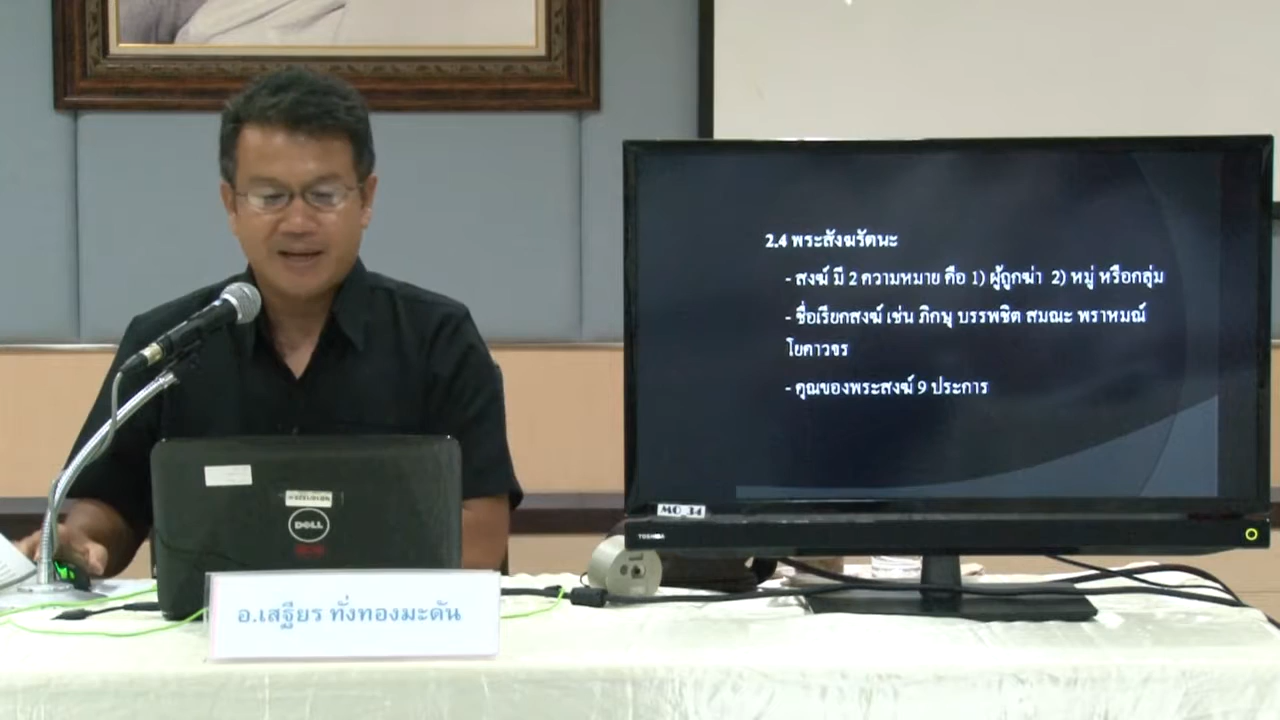 2.4 พระสังฆรัตนะ
- สงฆ์ มี 2 ความหมาย คือ 1) ผู้ถูกฆ่า 2) หมู่ หรือกลุ่ม
- ชื่อเรียกสงฆ์ เช่น ภิกษุ บรรพชิต สมณะ พราหมณ์
โยคาวจร
- คุณของพระสงฆ์ 9 ประการ
MO 34
TOSHIBA
DELL
อ.เสฐียร ทั่งทองมะดัน